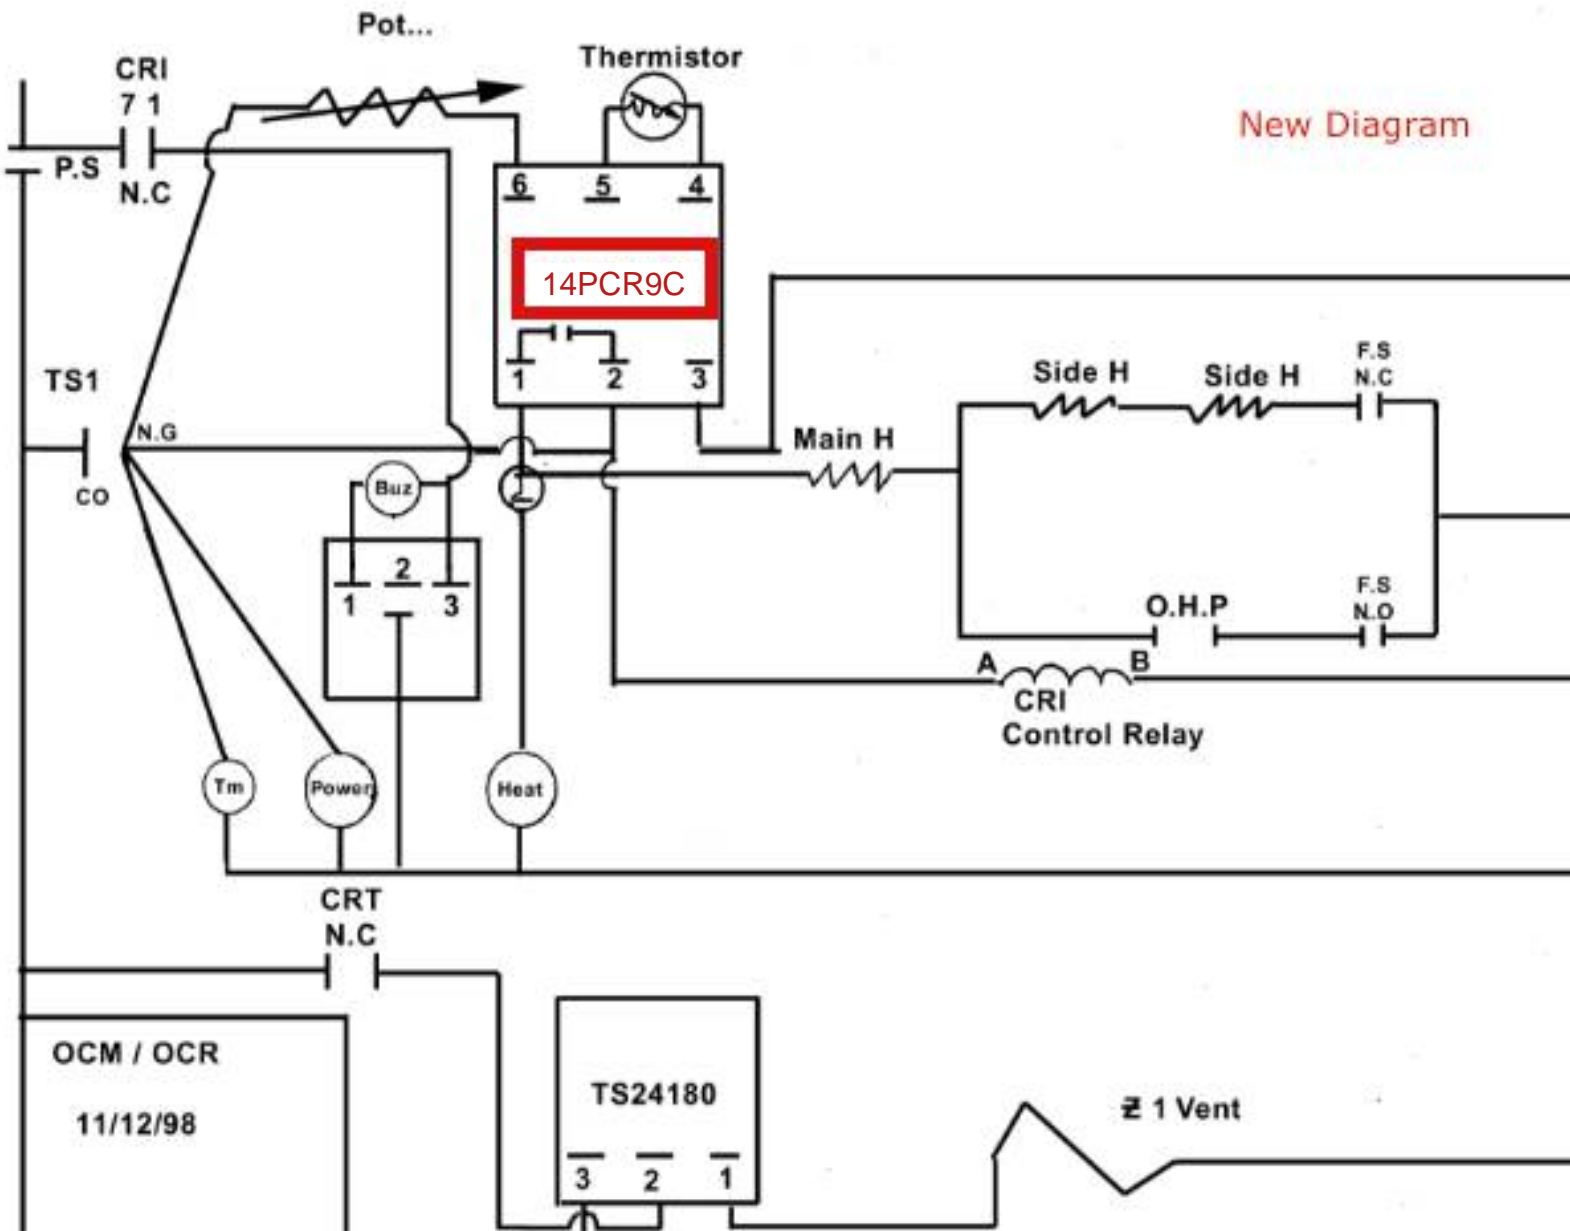 Pot...
Thermistor
CRI
7 1
New Diagram
P.S
N.C
6 5 4
14PCR9C
1 2 3
TS1
N.G
CO
Buz
Side H
Side H
F.S
N.C
Main H
2
1 3
O.H.P
F.S
N.O
A B
CRI
Control Relay
Tm
Power
Heat
CRT
N.C
OCM / OCR
11/12/98
TS24180
3 2 1
Z 1 Vent